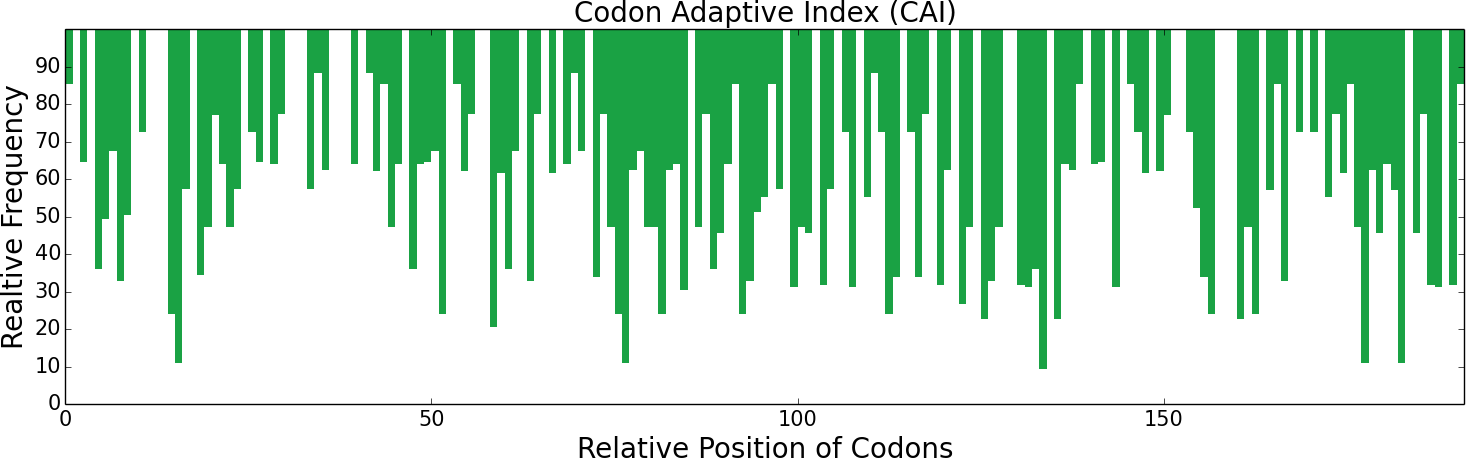 Codon Adaptive Index (CAI)
Realtive Frequency
90
80
70
60
50
40
30
20
10
0
0 50 100 150
Relative Position of Codons